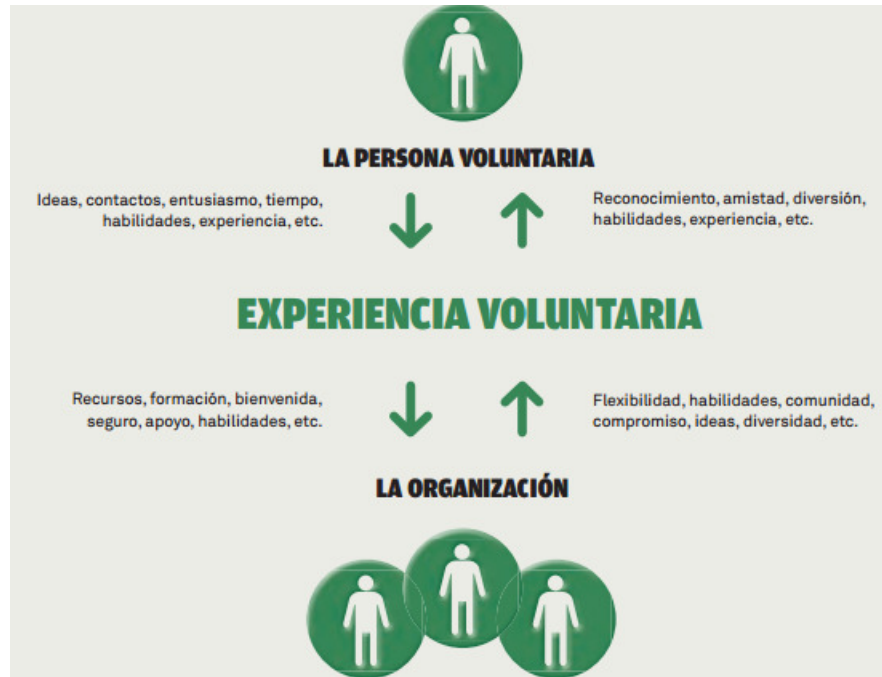 LA PERSONA VOLUNTARIA
Ideas, contactos, entusiasmo, tiempo,
habilidades, experiencia, etc.
Reconocimiento, amistad, diversión,
habilidades, experiencia, etc.
EXPERIENCIA VOLUNTARIA
Recursos, formación, bienvenida,
seguro, apoyo, habilidades, etc.
Flexibilidad, habilidades, comunidad,
compromiso, ideas, diversidad, etc.
LA ORGANIZACIÓN